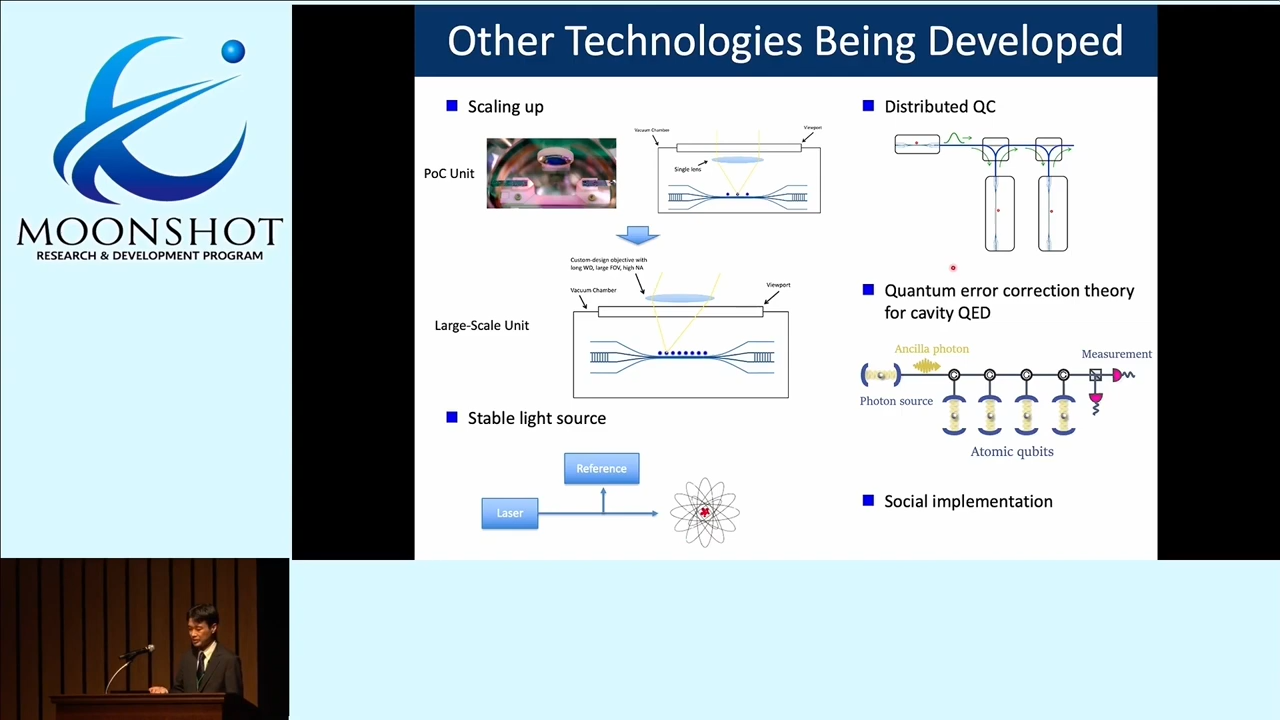 MOONSHOT
RESEARCH & DEVELOPMENT PROGRAM
Other Technologies Being Developed
Scaling up
PoC Unit
Vacuum Chamber
Viewport
Single lens
Custom-design objective with
long WD, large FOV, high NA
Vacuum Chamber
Viewport
Large-Scale Unit
Stable light source
Reference
Laser
Distributed QC
Quantum error correction theory
for cavity QED
Ancilla photon
Measurement
Photon source
Atomic qubits
Social implementation